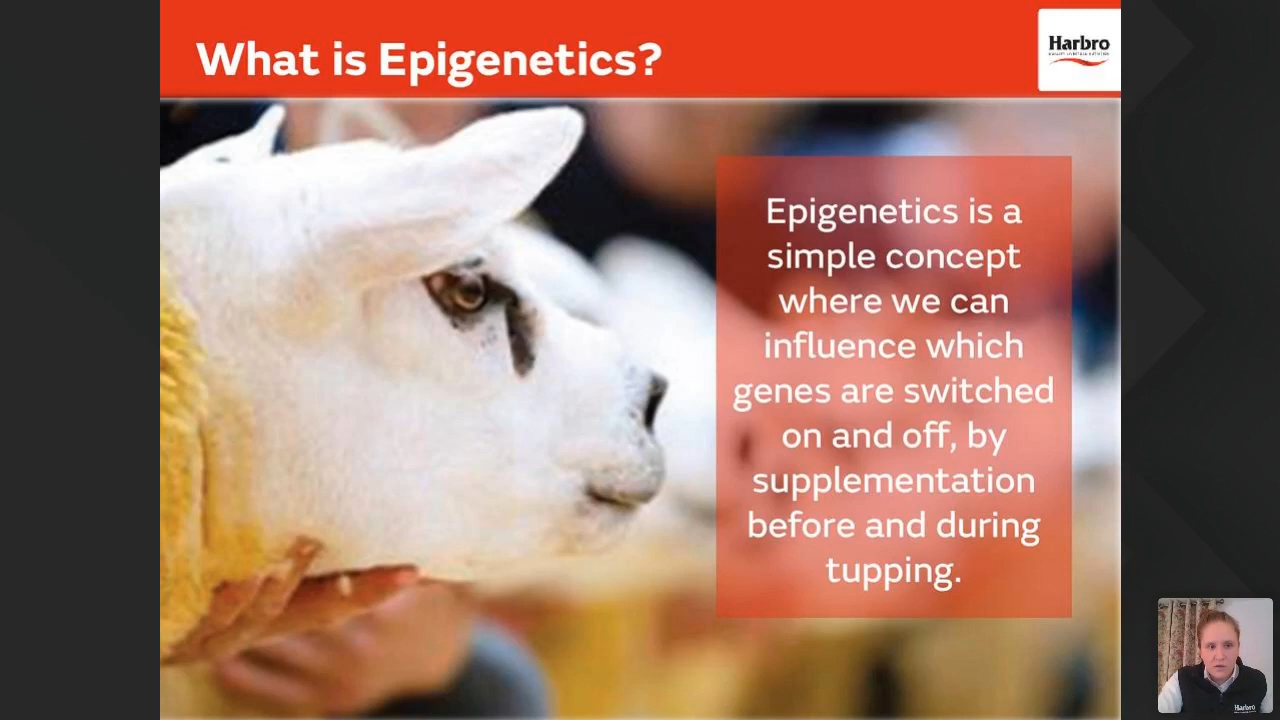 What is Epigenetics?
Harbro
Epigenetics is a
simple concept
where we can
influence which
genes are switched
on and off, by
supplementation
before and during
tupping.
Harbro